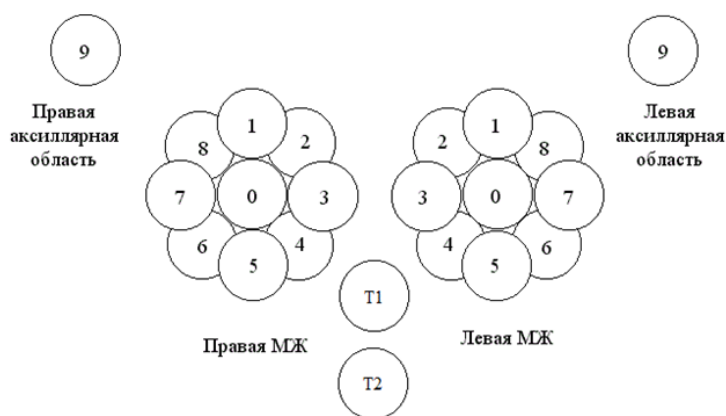 9
9
Правая
аксиллярная
область
Левая
аксиллярная
область
1
8
2
7
0
3
6
4
5
1
2
8
3
0
7
4
6
5
T1
Правая МЖ
Левая МЖ
T2